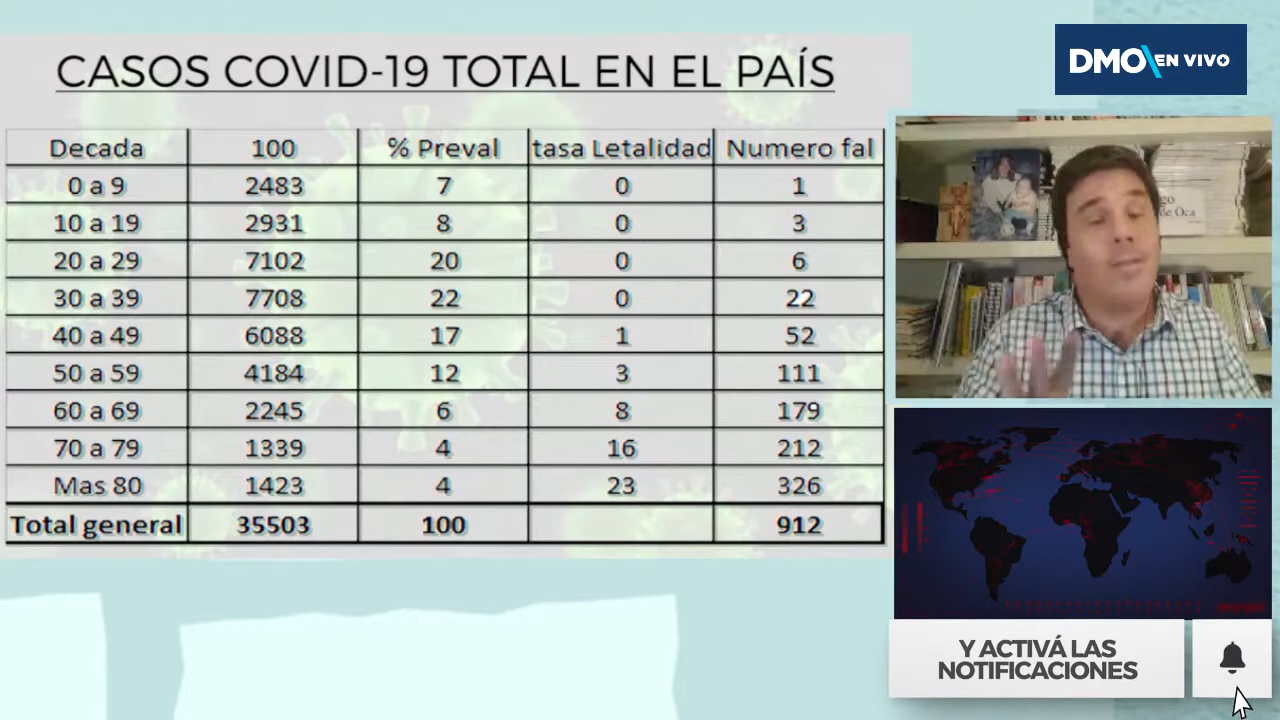 CASOS COVID-19 TOTAL EN EL PAÍS
DMO EN VIVO
Decada 100 % Preval tasa Letalidad Numero fal
0 a 9 2483 7 0 1
10 a 19 2931 8 0 3
20 a 29 7102 20 0 6
30 a 39 7708 22 0 22
40 a 49 6088 17 1 52
50 a 59 4184 12 3 111
60 a 69 2245 6 8 179
70 a 79 1339 4 16 212
Mas 80 1423 4 23 326
Total general 35503 100 912
de Oca
Y ACTIVÁ LAS
NOTIFICACIONES